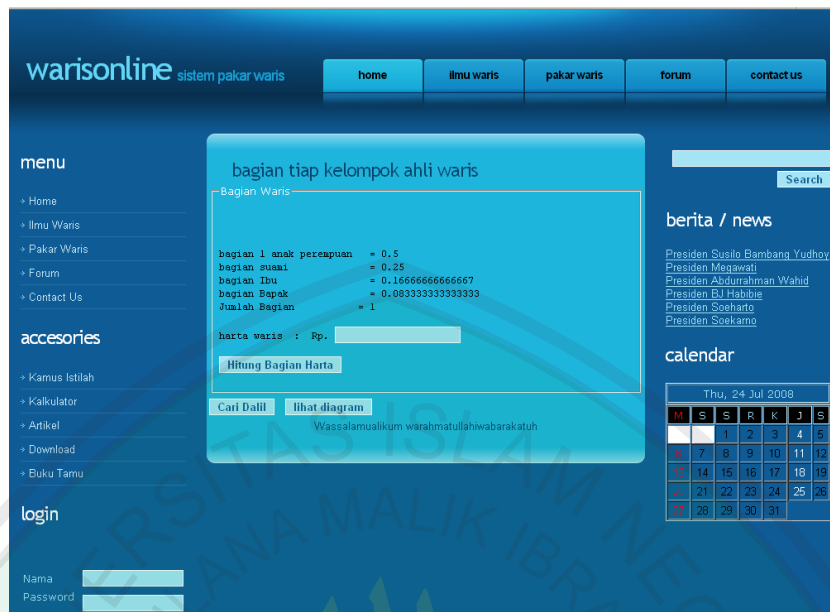 warisonline sistem pakar waris
home ilmu waris pakar waris forum contact us
menu
Home
Ilmu Waris
Pakar Waris
Forum
Contact Us
accesories
Kamus Istilah
Kalkulator
Artikel
Download
Buku Tamu
login
Nama
Password
bagian tiap kelompok ahli waris
Bagian Waris
bagian 1 anak perempuan = 0.5
bagian suami = 0.25
bagian Ibu = 0.16666666666667
bagian Bapak = 0.083333333333333
Jumlah Bagian = 1
harta waris : Rp.
Hitung Bagian Harta
Cari Dalil lihat diagram
Wassalamualikum warahmatullahiwabarakatuh
Search
berita / news
Presiden Susilo Bambang Yudhoy
Presiden Megawati
Presiden Abdurrahman Wahid
Presiden BJ Habibie
Presiden Soeharto
Presiden Soekarno
calendar
Thu, 24 Jul 2008
M S S R K J S
1 2 3 4 5
6 7 8 9 10 11 12
13 14 15 16 17 18 19
21 22 23 24 25 26
27 28 29 30 31
ERSITAS ISLAM NEG
LANA MALIK IBRA